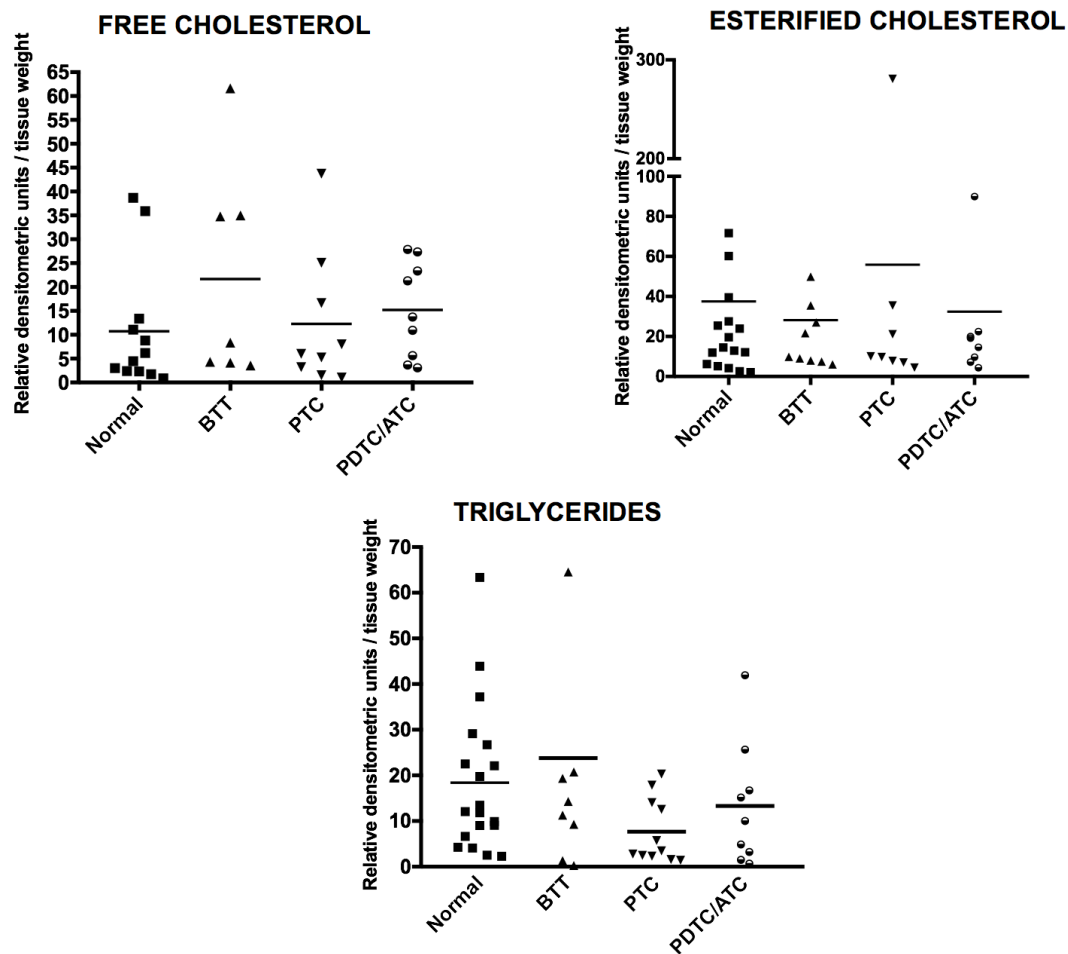 FREE CHOLESTEROL
Relative densitometric units / tissue weight
65
60
55
50
45
40
35
30
25
20
15
10
5
0
Normal
BTT
PTC
PDTC/ATC
ESTERIFIED CHOLESTEROL
Relative densitometric units / tissue weight
300
200
100
80
60
40
20
0
Normal
BTT
PTC
PDTC/ATC
TRIGLYCERIDES
Relative densitometric units / tissue weight
70
60
50
40
30
20
10
0
Normal
BTT
PTC
PDTC/ATC